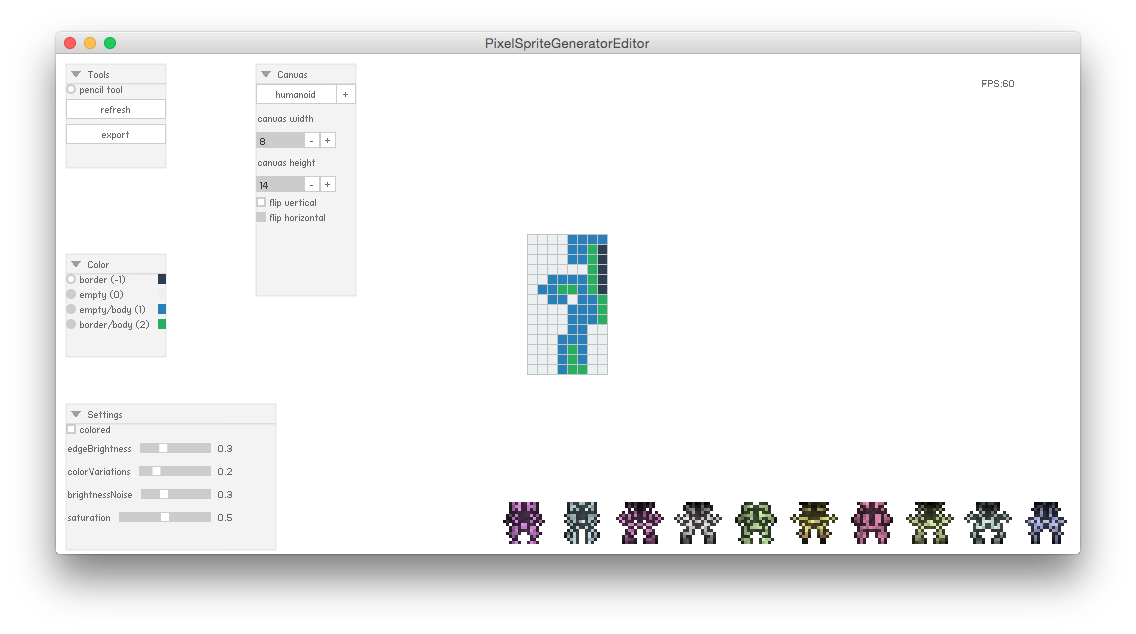 PixelSpriteGeneratorEditor
Tools
pencil tool
refresh
export
Canvas
humanoid +
canvas width
8 - +
canvas height
14 - +
flip vertical
flip horizontal
FPS:60
Color
border (-1)
empty (0)
empty/body (1)
border/body (2)
Settings
colored
edgeBrightness 0.3
colorVariations 0.2
brightnessNoise 0.3
saturation 0.5